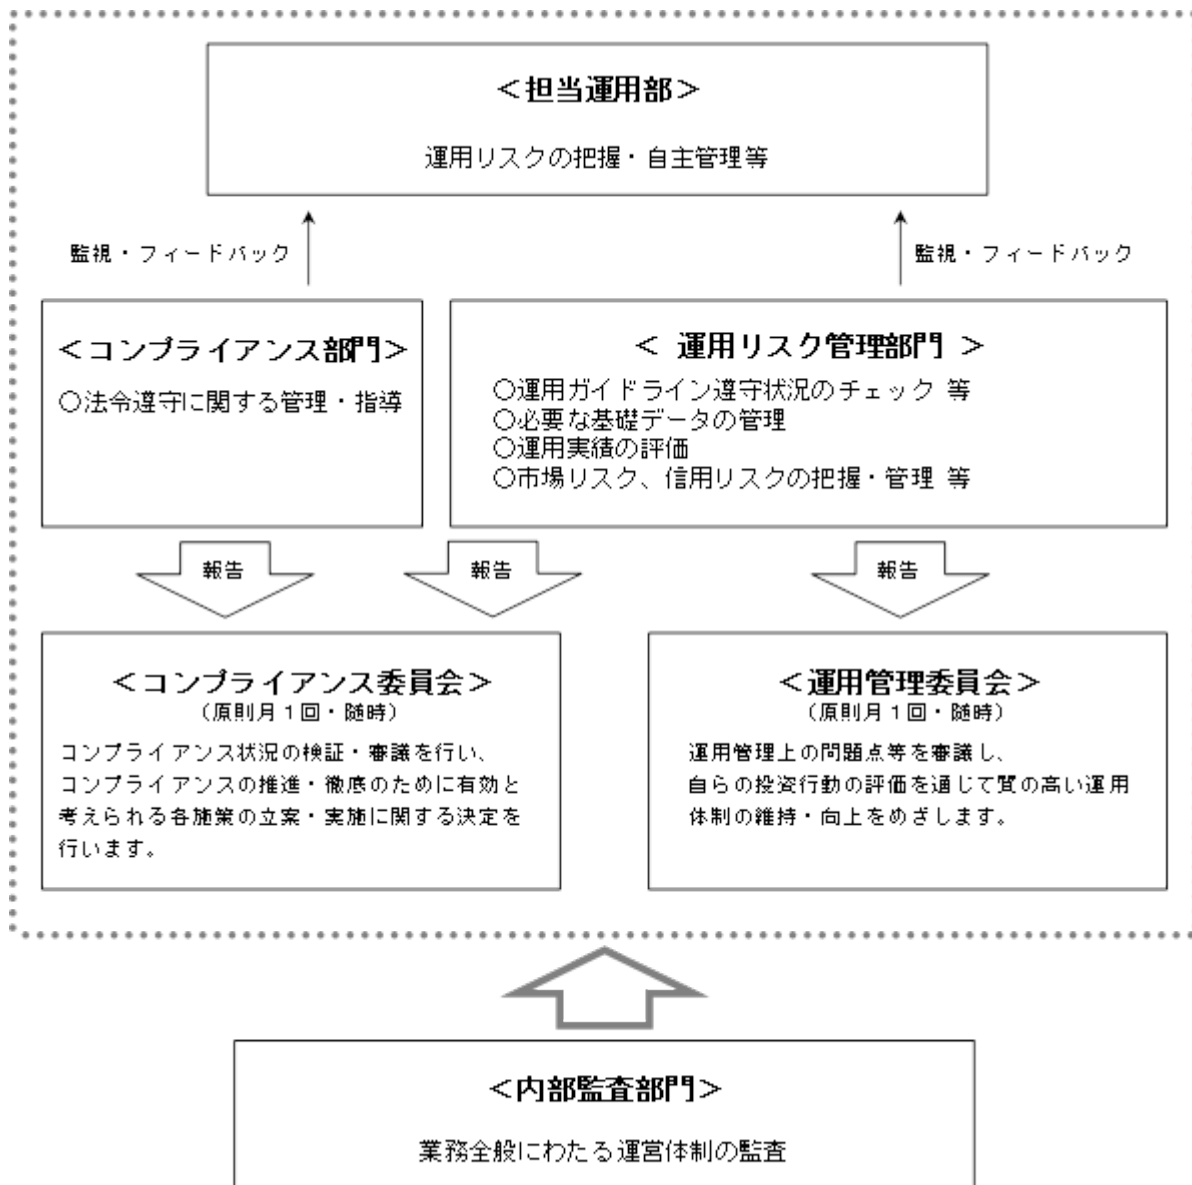 ＜担当運用部＞
運用リスクの把握・自主管理等
監視・フィードバック
監視・フィードバック
＜コンプライアンス部門＞
○法令遵守に関する管理・指導
＜ 運用リスク管理部門 ＞
○運用ガイドライン遵守状況のチェック 等
○必要な基礎データの管理
○運用実績の評価
○市場リスク、信用リスクの把握・管理 等
報告
報告
報告
＜コンプライアンス委員会＞
（原則月１回・随時）
コンプライアンス状況の検証・審議を行い、
コンプライアンスの推進・徹底のために有効と
考えられる各施策の立案・実施に関する決定を
行います。
＜運用管理委員会＞
（原則月１回・随時）
運用管理上の問題点等を審議し、
自らの投資行動の評価を通じて質の高い運用
体制の維持・向上をめざします。
＜内部監査部門＞
業務全般にわたる運営体制の監査